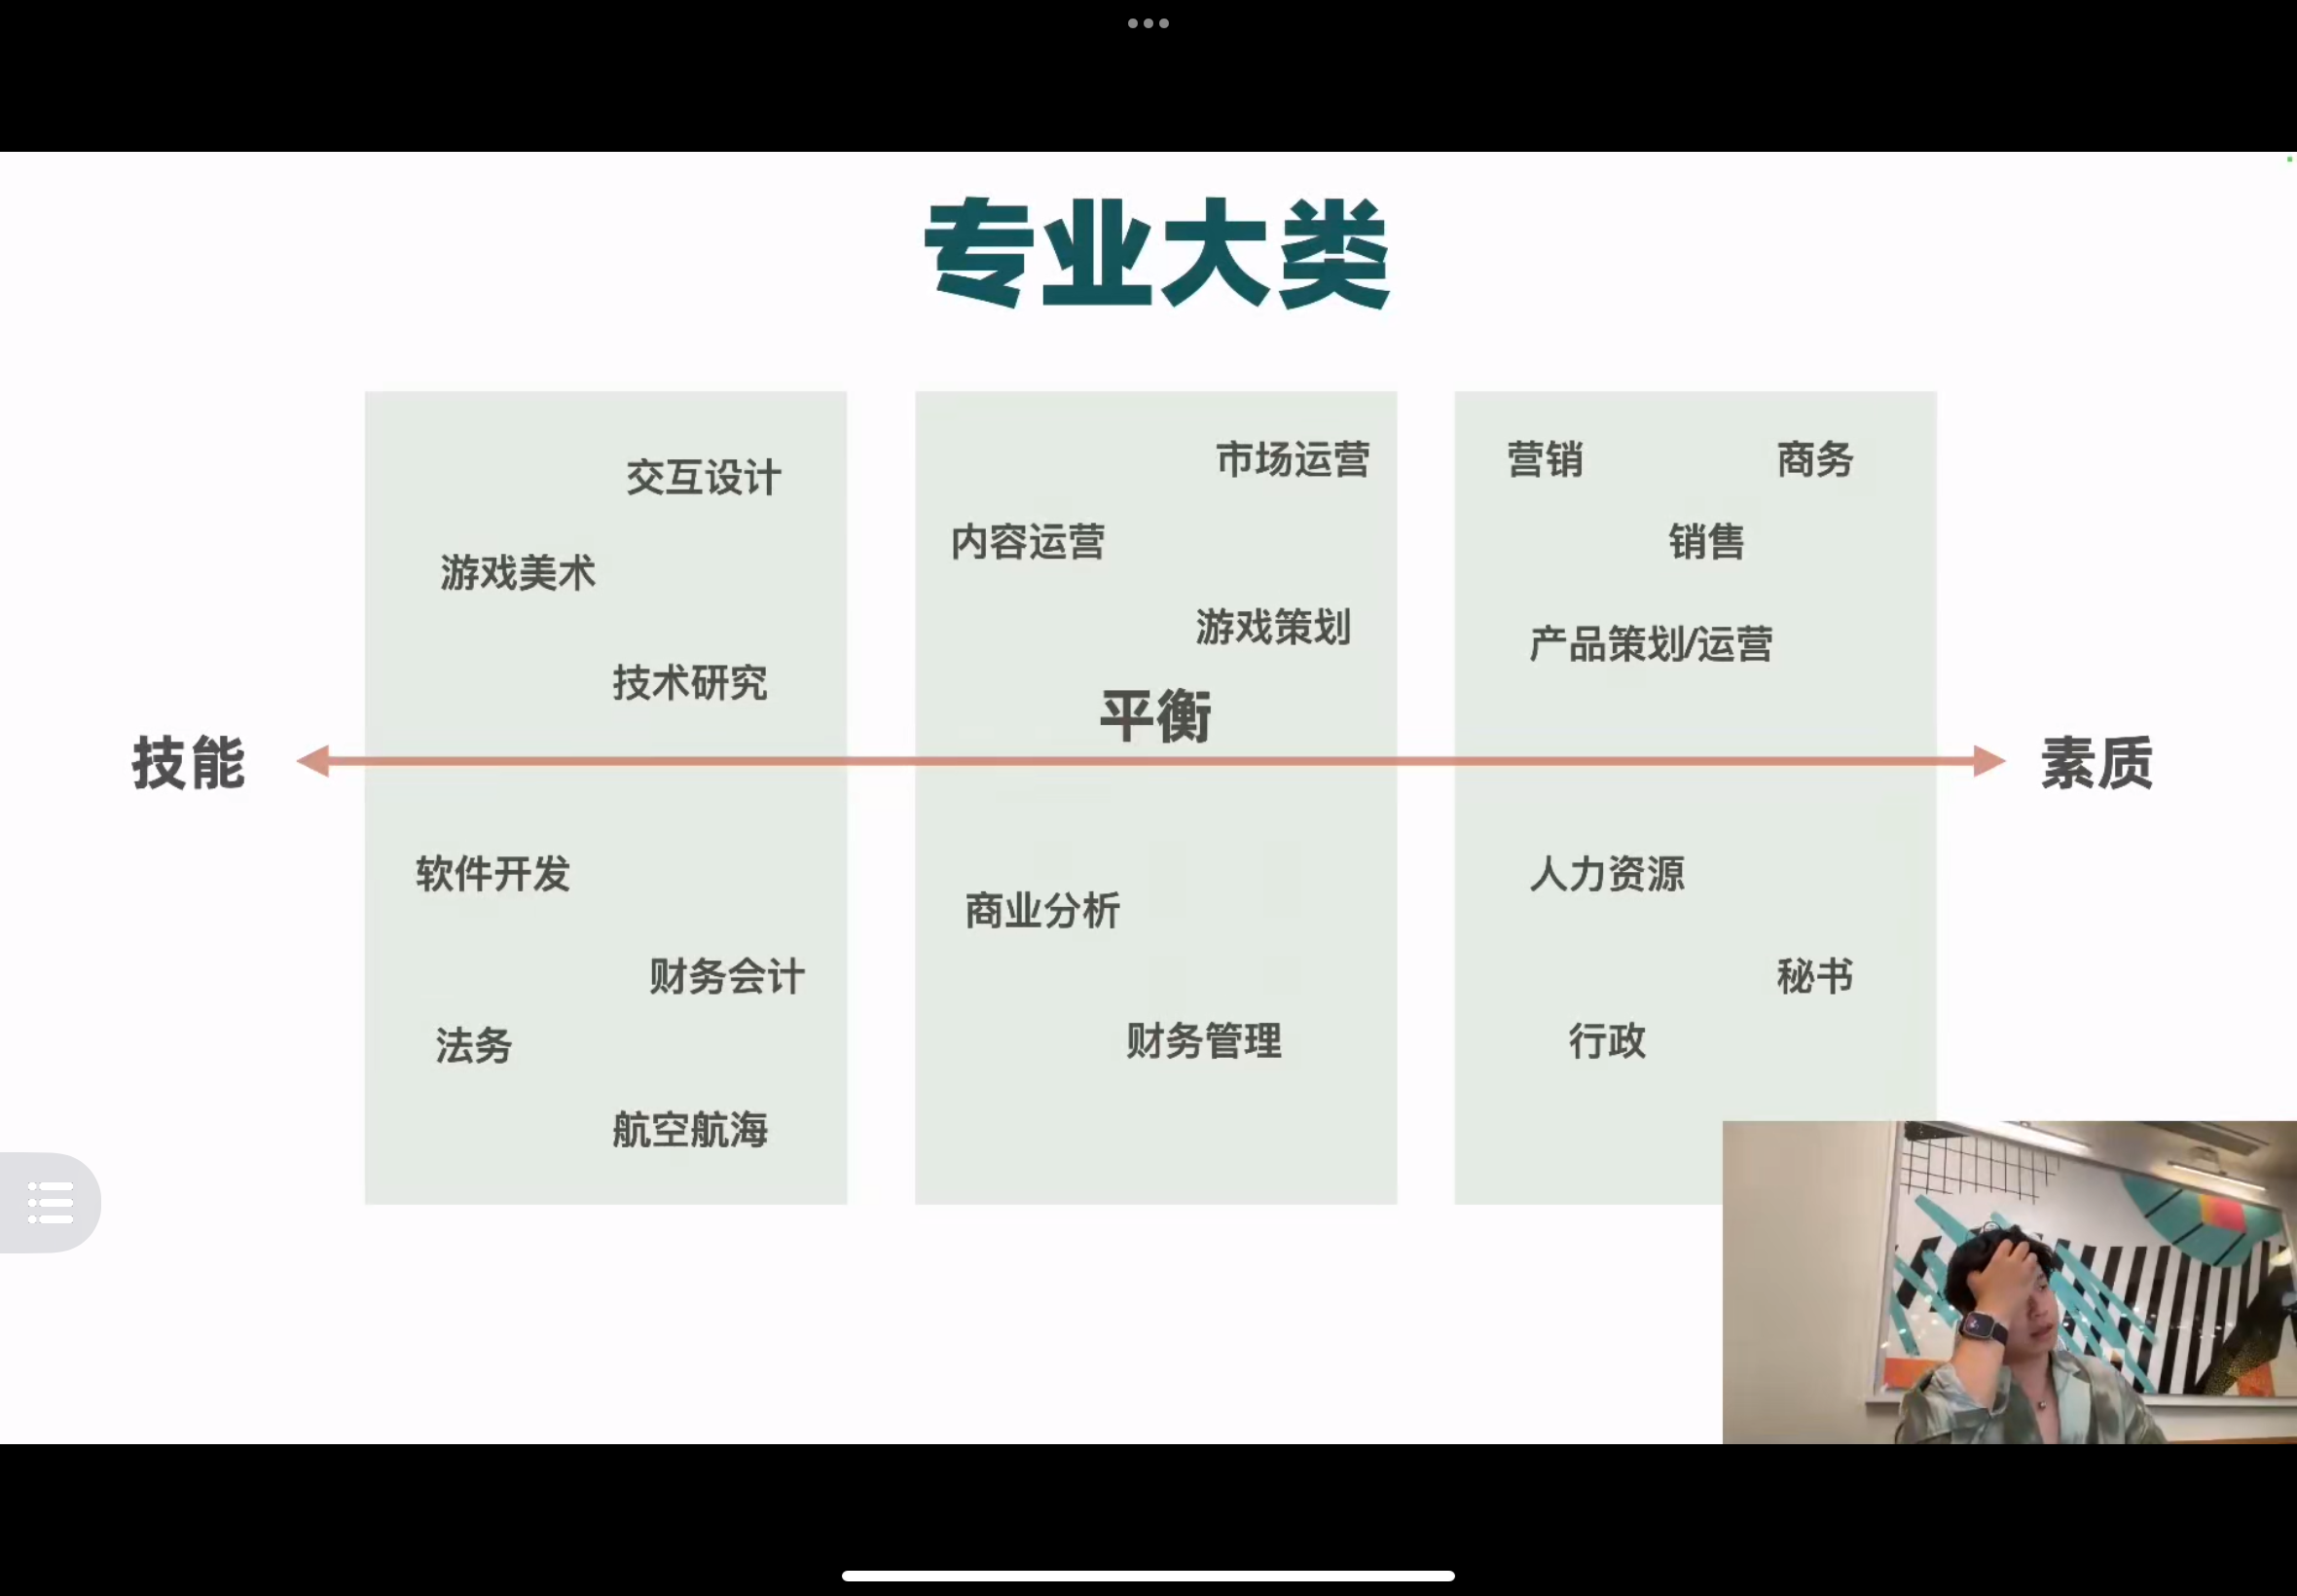 专业大类
技能
交互设计
游戏美术
技术研究
软件开发
财务会计
法务
航空航海
市场运营
内容运营
游戏策划
平衡
商业分析
财务管理
营销
商务
销售
产品策划/运营
人力资源
秘书
行政
素质